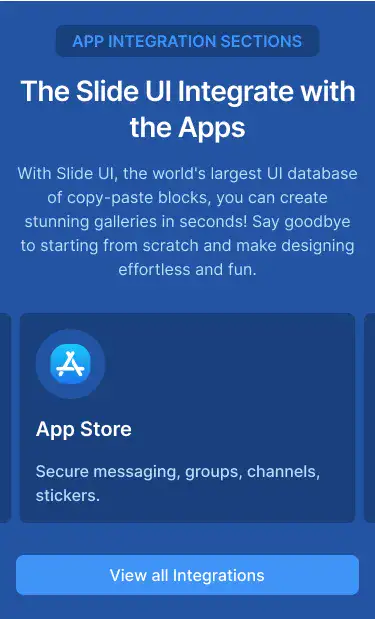 APP INTEGRATION SECTIONS
The Slide UI Integrate with
the Apps
With Slide UI, the world's largest UI database
of copy-paste blocks, you can create
stunning galleries in seconds! Say goodbye
to starting from scratch and make designing
effortless and fun.
App Store
Secure messaging, groups, channels,
stickers.
View all Integrations